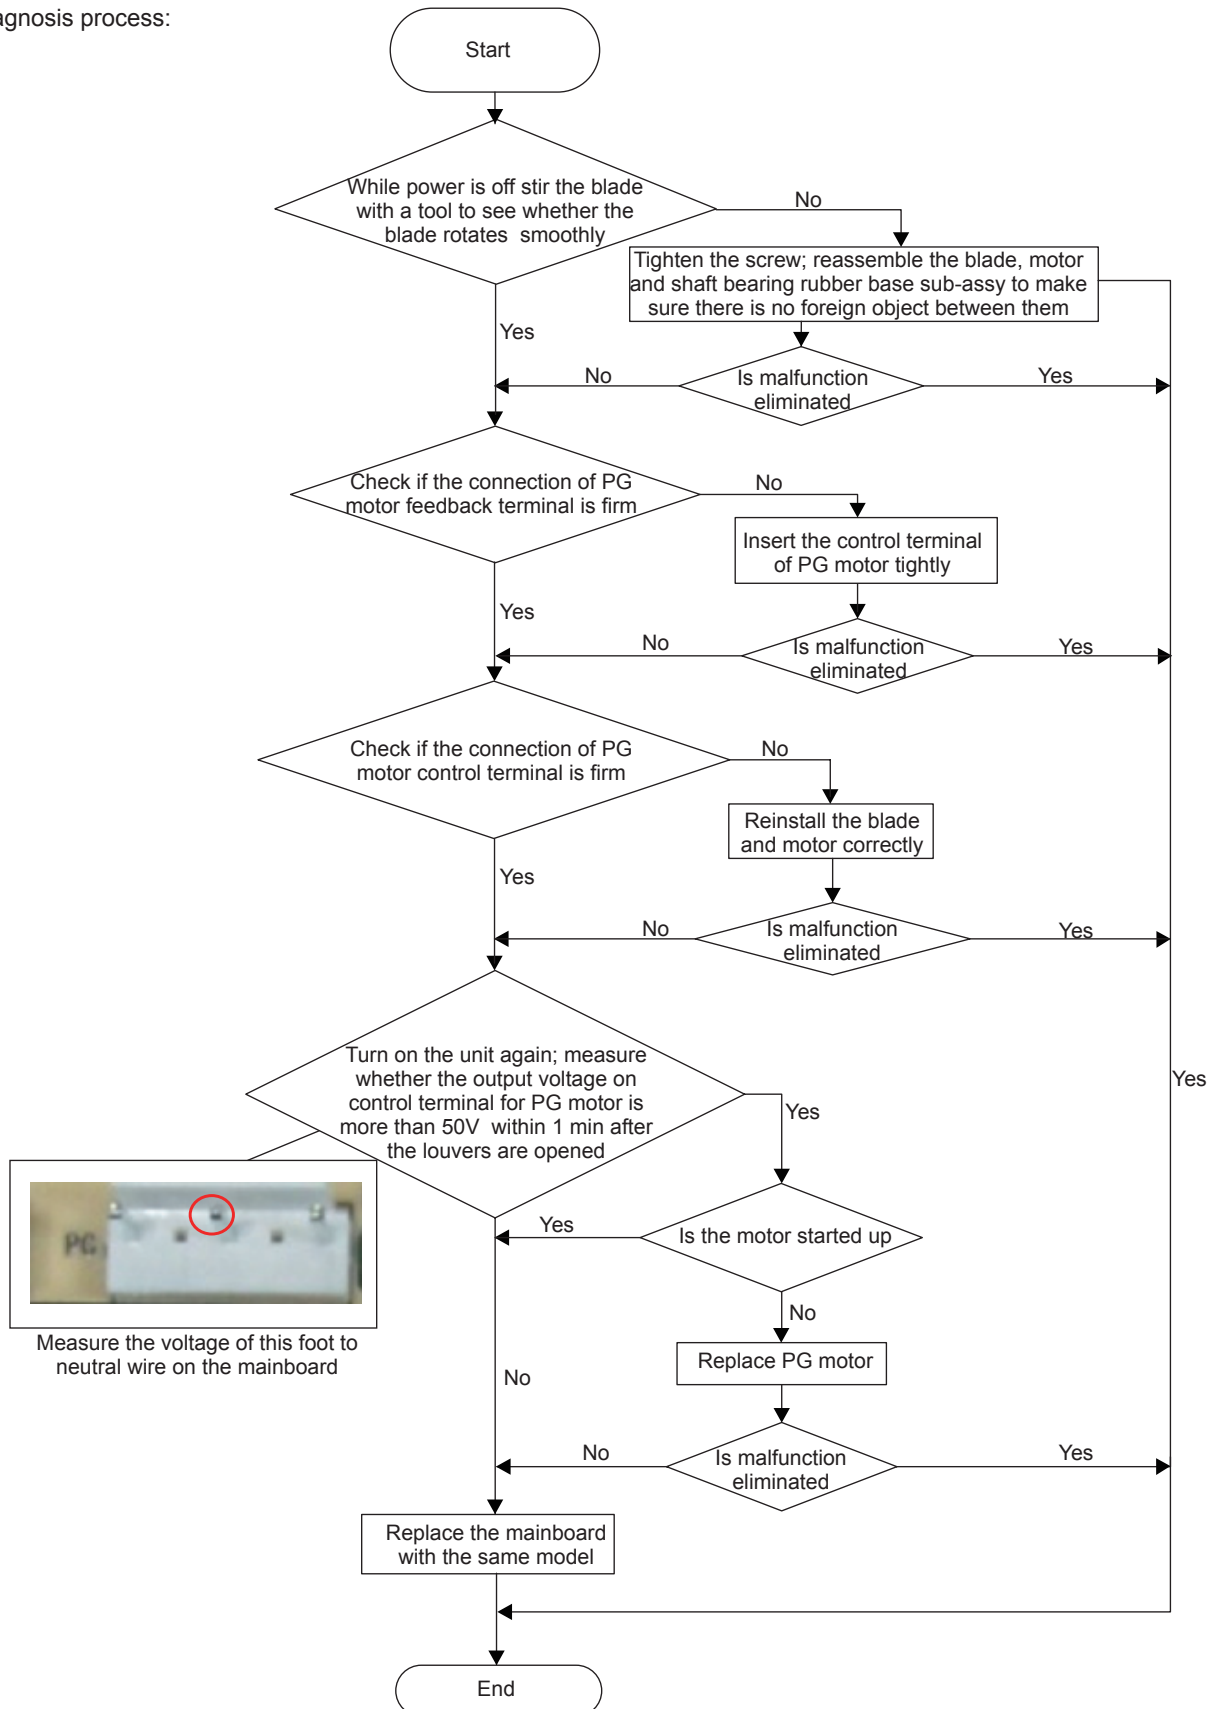 agnosis process:
Start
While power is off stir the blade
with a tool to see whether the
blade rotates smoothly
No
Tighten the screw; reassemble the blade, motor
and shaft bearing rubber base sub-assy to make
sure there is no foreign object between them
Yes
No
Is malfunction
eliminated
Yes
Check if the connection of PG
motor feedback terminal is firm
No
Insert the control terminal
of PG motor tightly
Yes
No
Is malfunction
eliminated
Yes
Check if the connection of PG
motor control terminal is firm
No
Reinstall the blade
and motor correctly
Yes
No
Is malfunction
eliminated
Yes
Turn on the unit again; measure
whether the output voltage on
control terminal for PG motor is
more than 50V within 1 min after
the louvers are opened
Yes
Yes
PG
Measure the voltage of this foot to
neutral wire on the mainboard
Yes
Is the motor started up
No
Replace PG motor
No
No
Is malfunction
eliminated
Yes
Replace the mainboard
with the same model
End